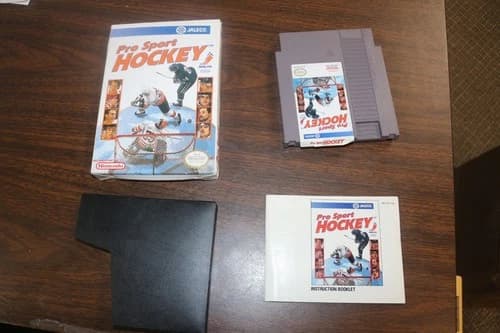 JALECO
Pro Sport
HOCKEY
Nintendo
JALECO
Pro Sport
HOCKEY
Pro Sport HOCKEY
JALECO
Pro Sport
HOCKEY
INSTRUCTION BOOKLET